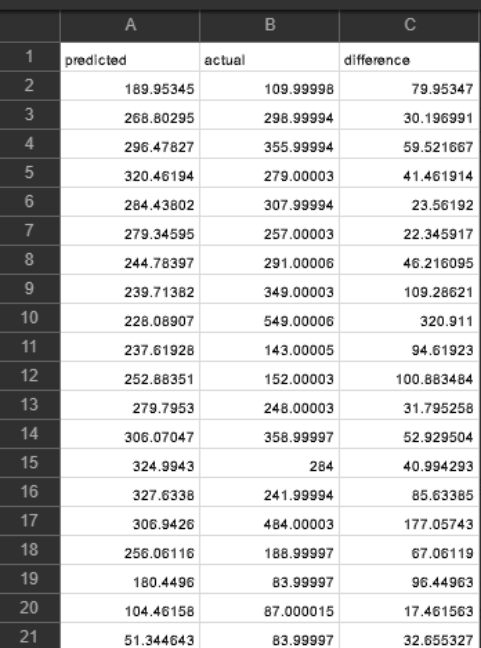 A B C
1 predicted actual difference
2 189.95345 109.99998 79.95347
3 268.80295 298.99994 30.196991
4 296.47827 355.99994 59.521667
5 320.46194 279.00003 41.461914
6 284.43802 307.99994 23.56192
7 279.34595 257.00003 22.345917
8 244.78397 291.00006 46.216095
9 239.71382 349.00003 109.28621
10 228.08907 549.00006 320.911
11 237.61928 143.00005 94.61923
12 252.88351 152.00003 100.883484
13 279.7953 248.00003 31.795258
14 306.07047 358.99997 52.929504
15 324.9943 284 40.994293
16 327.6338 241.99994 85.63385
17 306.9426 484.00003 177.05743
18 256.06116 188.99997 67.06119
19 180.4496 83.99997 96.44963
20 104.46158 87.000015 17.461563
21 51.344643 83.99997 32.655327